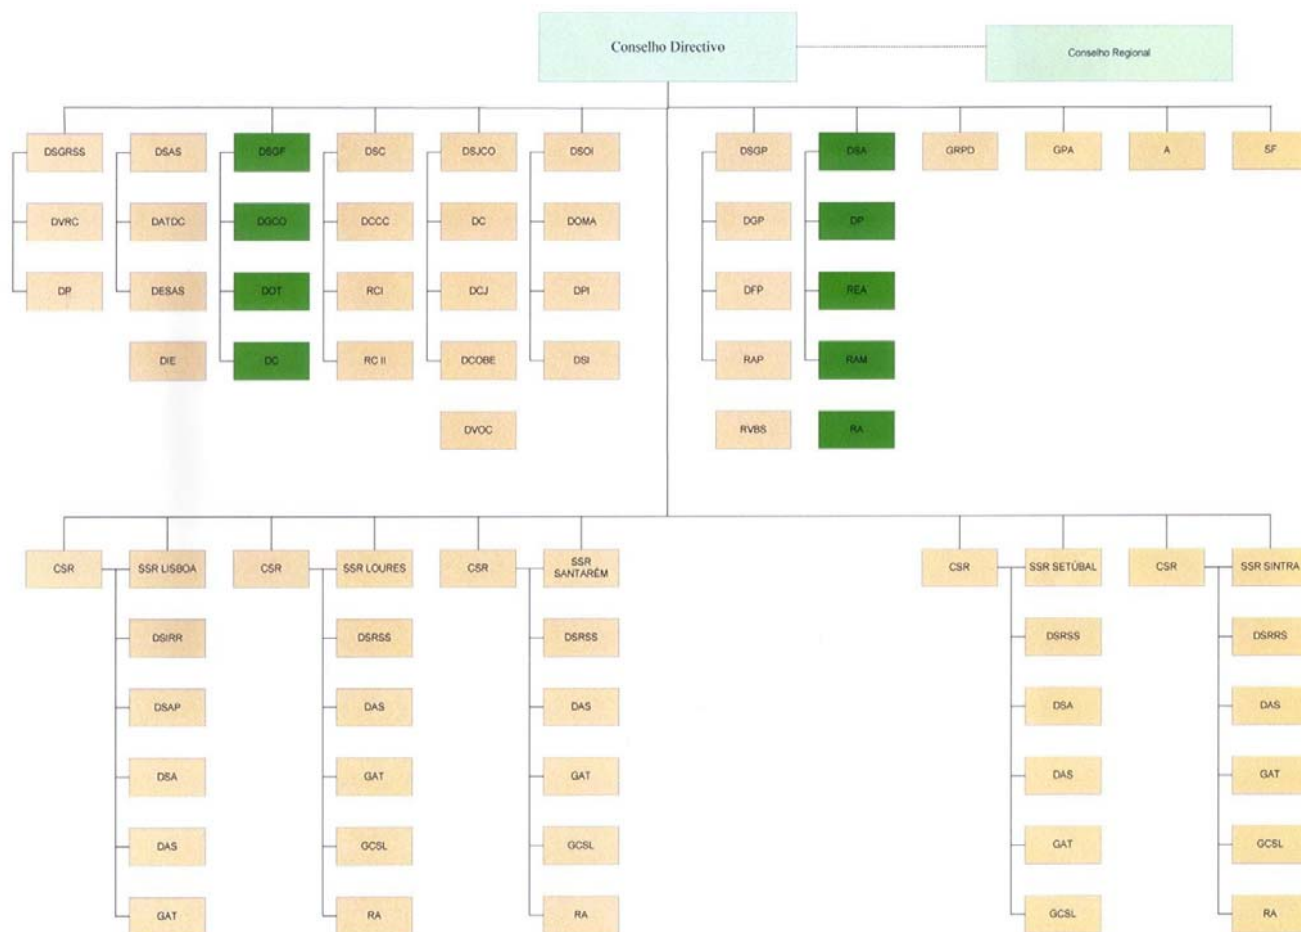 Conselho Directivo
Conselho Regional
DSGRSS
DSAS
DSGF
DSC
DSJCO
DSOI
DSGP
DSA
GRPD
GPA
A
SF
DVRC
DATDC
DGCO
DCCC
DC
DOMA
DGP
DP
DP
DESAS
DOT
RCI
DCJ
DPI
DFP
REA
DIE
DC
RC II
DCOBE
DSI
RAP
RAM
DVOC
RVBS
RA
CSR
SSR LISBOA
CSR
SSR LOURES
CSR
SSR
SANTARÉM
CSR
SSR SETÚBAL
CSR
SSR SINTRA
DSIRR
DSRSS
DSRSS
DSRSS
DSRRS
DSAP
DAS
DAS
DSA
DAS
DSA
GAT
GAT
DAS
GAT
DAS
GCSL
GCSL
GAT
GCSL
GAT
RA
RA
GCSL
RA